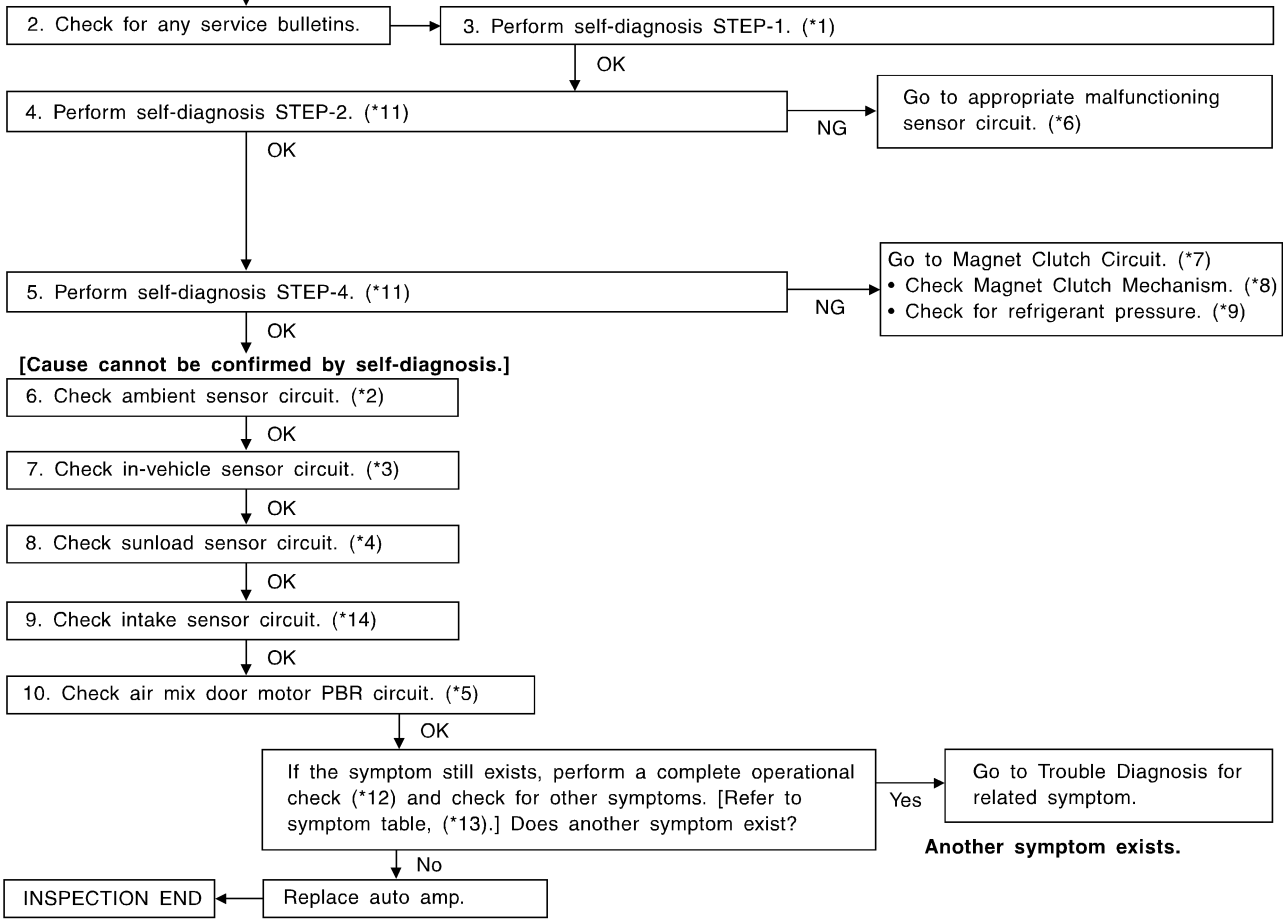 2. Check for any service bulletins.
3. Perform self-diagnosis STEP-1. (*1)
OK
4. Perform self-diagnosis STEP-2. (*11)
NG
Go to appropriate malfunctioning
sensor circuit. (*6)
OK
5. Perform self-diagnosis STEP-4. (*11)
NG
Go to Magnet Clutch Circuit. (*7)
• Check Magnet Clutch Mechanism. (*8)
• Check for refrigerant pressure. (*9)
OK
[Cause cannot be confirmed by self-diagnosis.]
6. Check ambient sensor circuit. (*2)
OK
7. Check in-vehicle sensor circuit. (*3)
OK
8. Check sunload sensor circuit. (*4)
OK
9. Check intake sensor circuit. (*14)
OK
10. Check air mix door motor PBR circuit. (*5)
OK
If the symptom still exists, perform a complete operational
check (*12) and check for other symptoms. [Refer to
symptom table, (*13).] Does another symptom exist?
Yes
Go to Trouble Diagnosis for
related symptom.
Another symptom exists.
No
Replace auto amp.
INSPECTION END